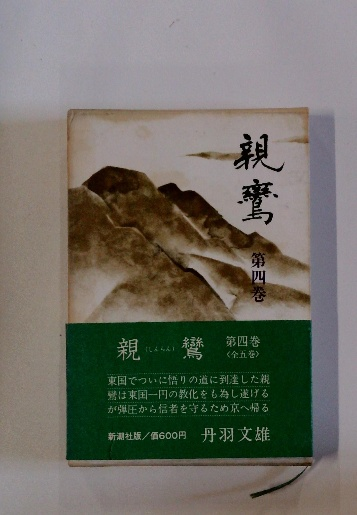 親鸞
第四巻
親（しんらん）鸞 第四巻
〈全五巻〉
東国でついに悟りの道に到達した親
鸞は東国一円の教化をも為し遂げる
が弾圧から信者を守るため京へ帰る
新潮社版／価600円 丹羽文雄